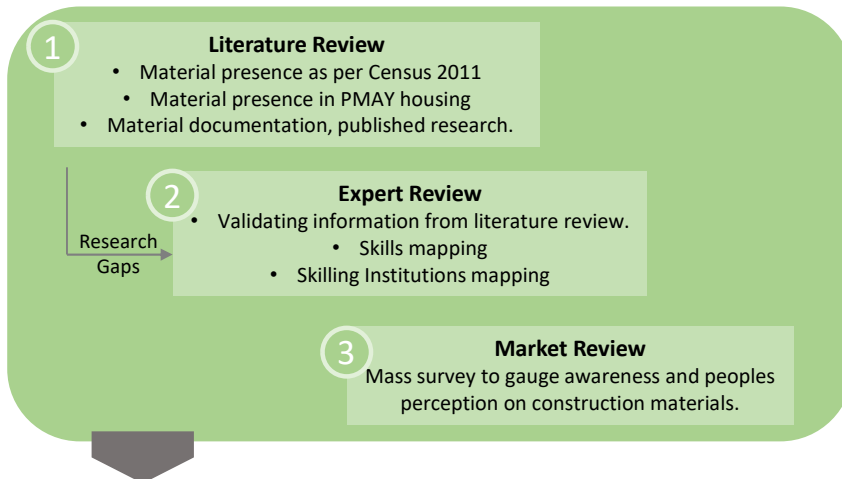 1
Literature Review
• Material presence as per Census 2011
• Material presence in PMAY housing
• Material documentation, published research.
2
Expert Review
• Validating information from literature review.
• Skills mapping
• Skilling Institutions mapping
Research
Gaps
3
Market Review
Mass survey to gauge awareness and peoples
perception on construction materials.